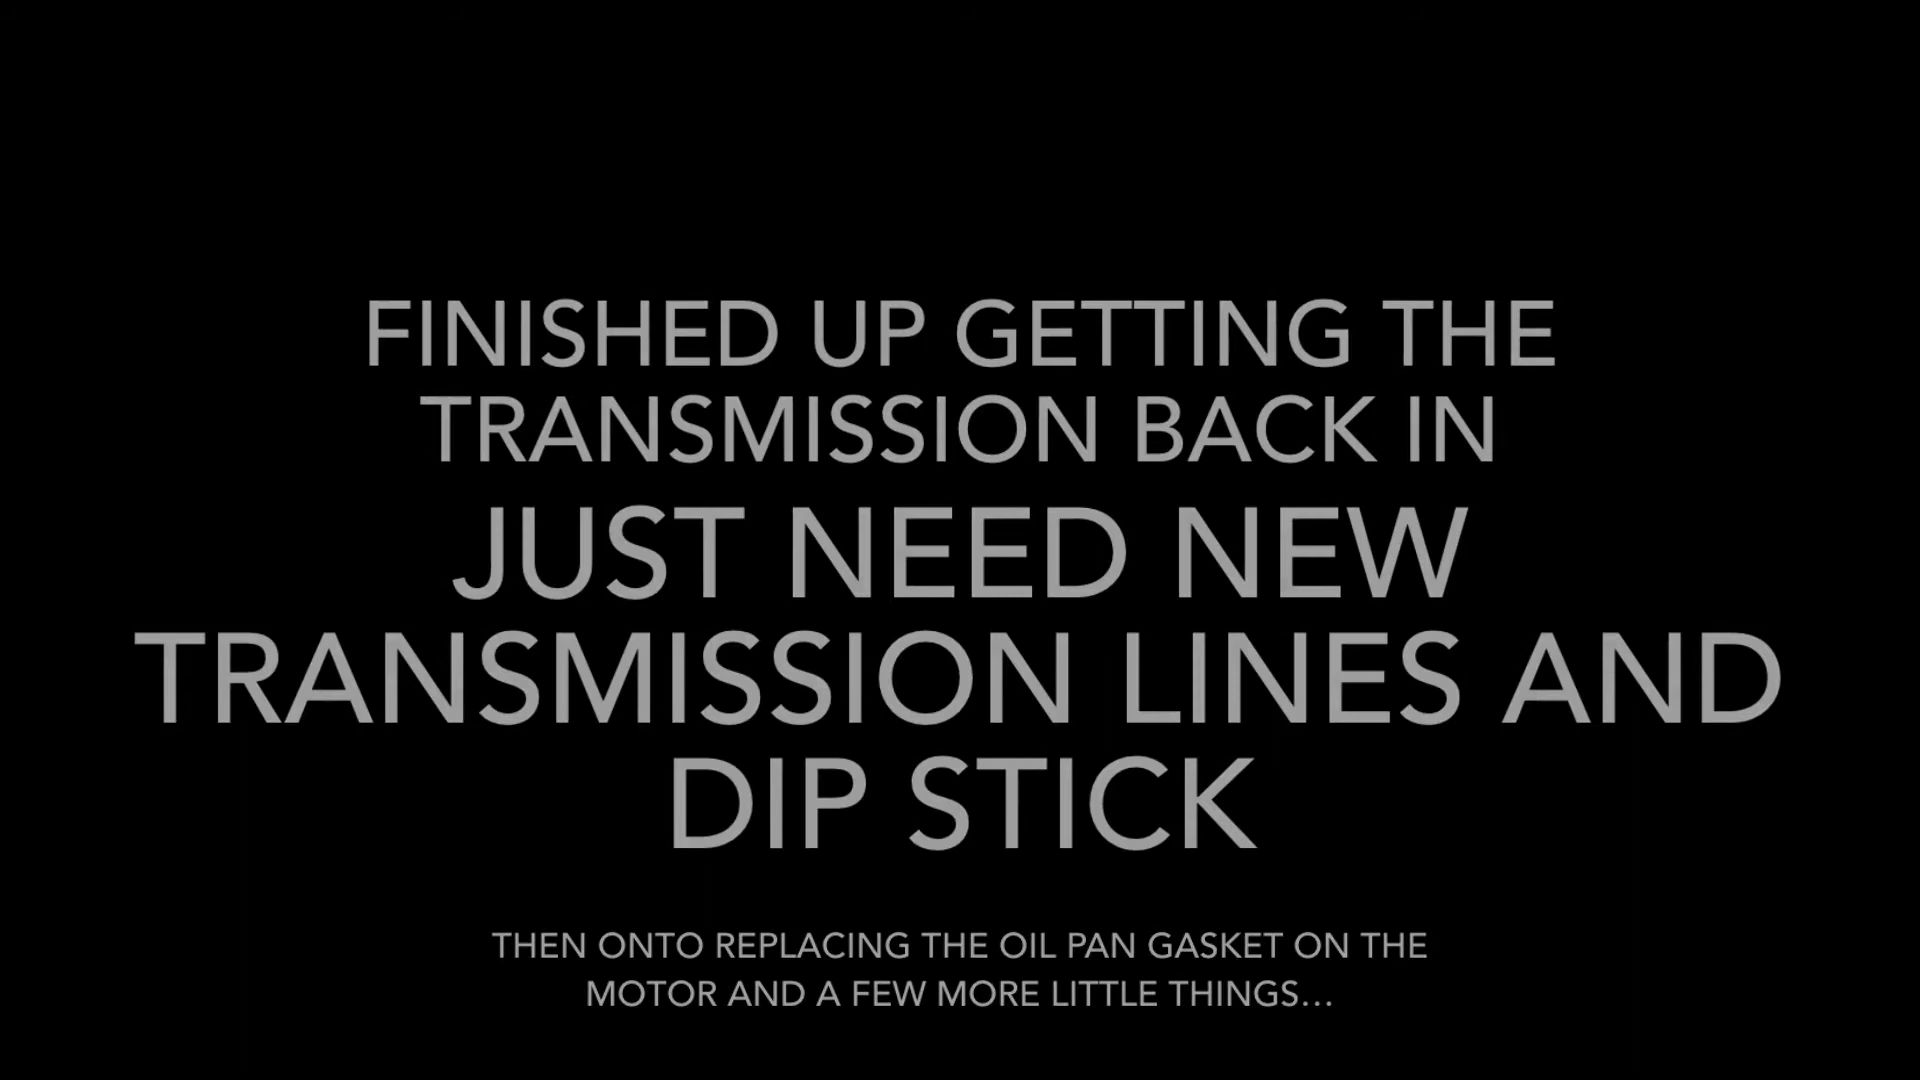 FINISHED UP GETTING THE
TRANSMISSION BACK IN
JUST NEED NEW
TRANSMISSION LINES AND
DIP STICK
THEN ONTO REPLACING THE OIL PAN GASKET ON THE
MOTOR AND A FEW MORE LITTLE THINGS...